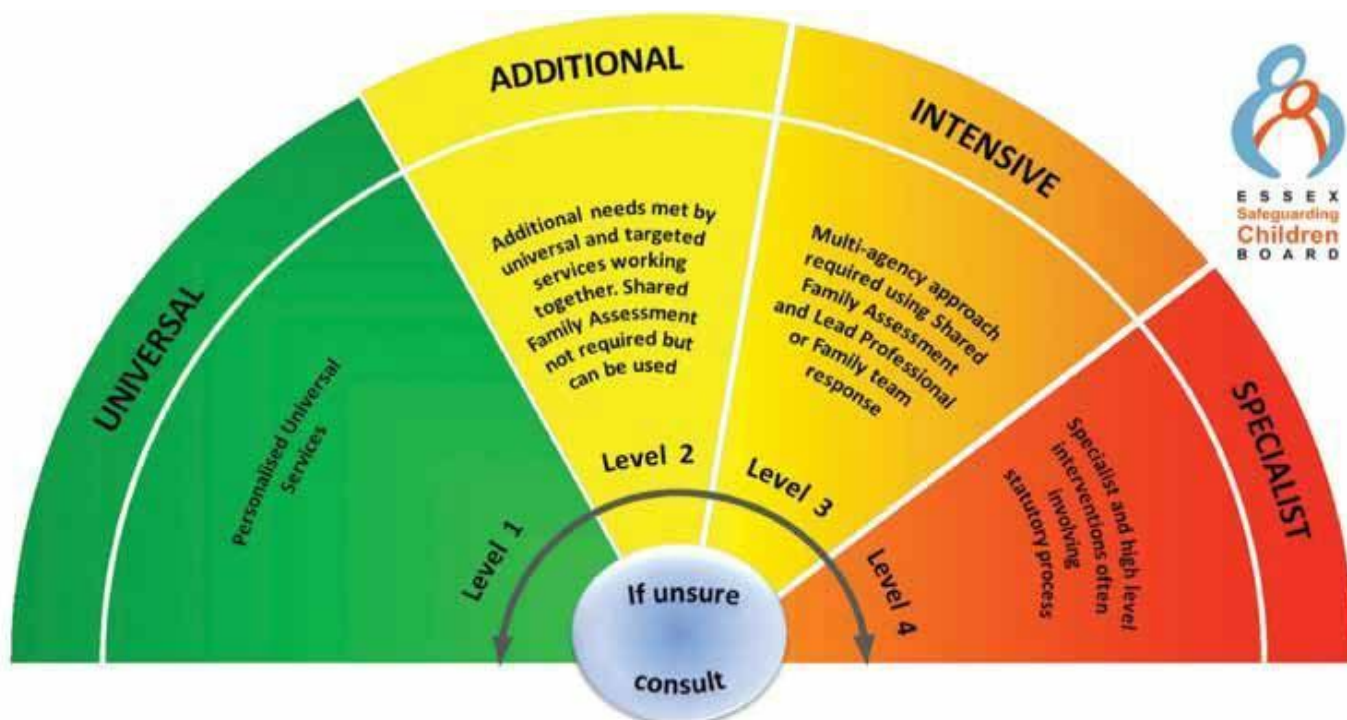 UNIVERSAL
Personalised Universal
Services
Level 1
ADDITIONAL
Additional needs met by
universal and targeted
services working
together. Shared
Family Assessment
not required but
can be used
Level 2
INTENSIVE
Multi-agency approach
required using Shared
Family Assessment
and Lead Professional
or Family team
response
Level 3
SPECIALIST
Specialist and high level
interventions often
involving
statutory process
Level 4
If unsure
consult
ESSEX
Safeguarding
Children
BOARD